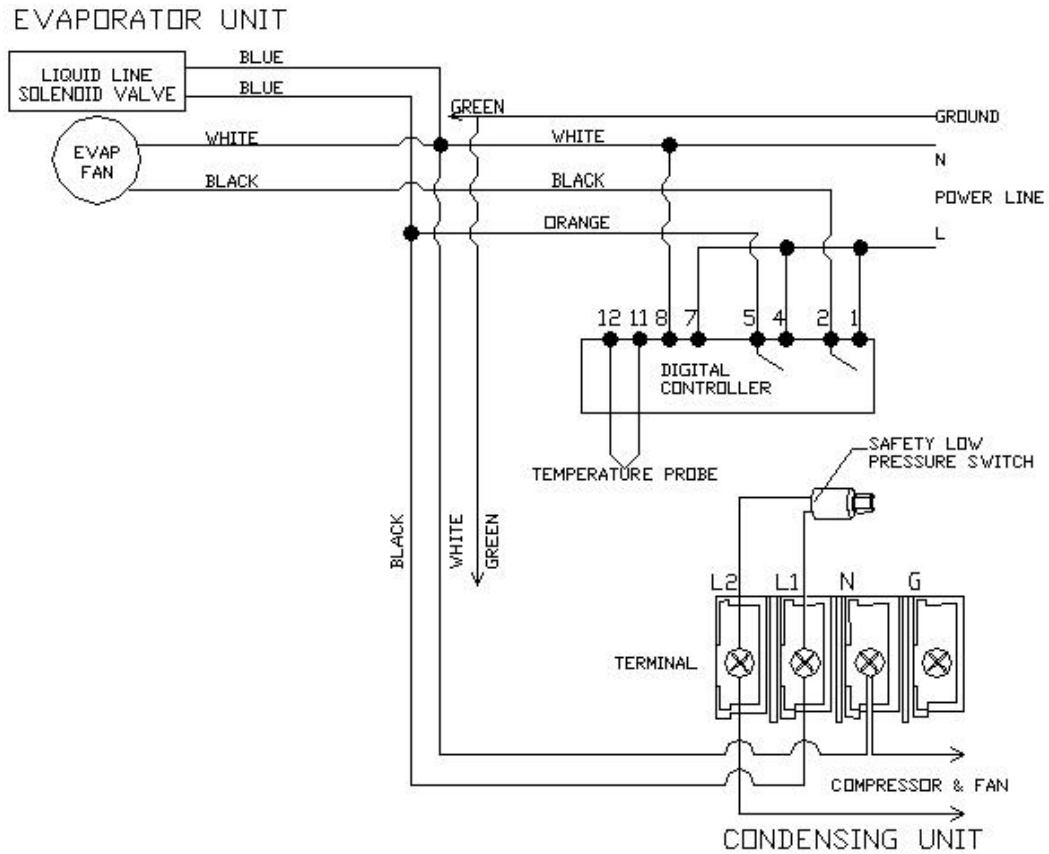 EVAPORATOR UNIT
LIQUID LINE
SOLENOID VALVE
BLUE
BLUE
GREEN
GROUND
EVAP
FAN
WHITE
WHITE
N
BLACK
BLACK
POWER LINE
ORANGE
L
12 11 8 7 5 4 2 1
DIGITAL
CONTROLLER
TEMPERATURE PROBE
SAFETY LOW
PRESSURE SWITCH
BLACK
WHITE
GREEN
L2 L1 N G
TERMINAL
COMPRESSOR & FAN
CONDENSING UNIT